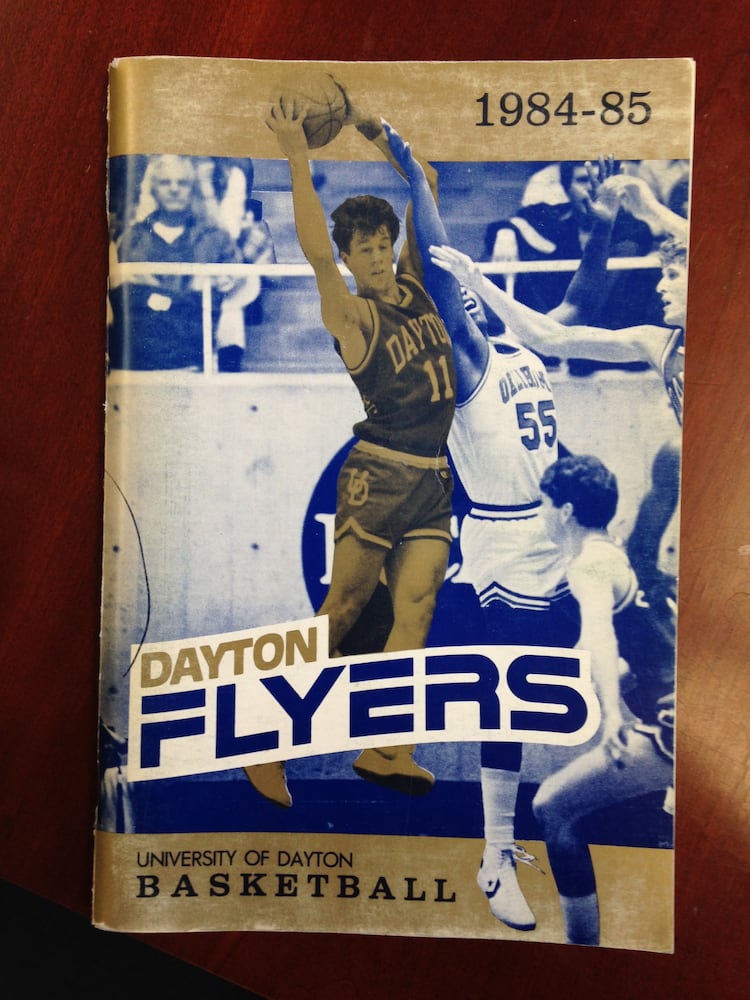 1984-85
DAYTON
11
UD
55
DAYTON
FLYERS
UNIVERSITY OF DAYTON
BASKETBALL